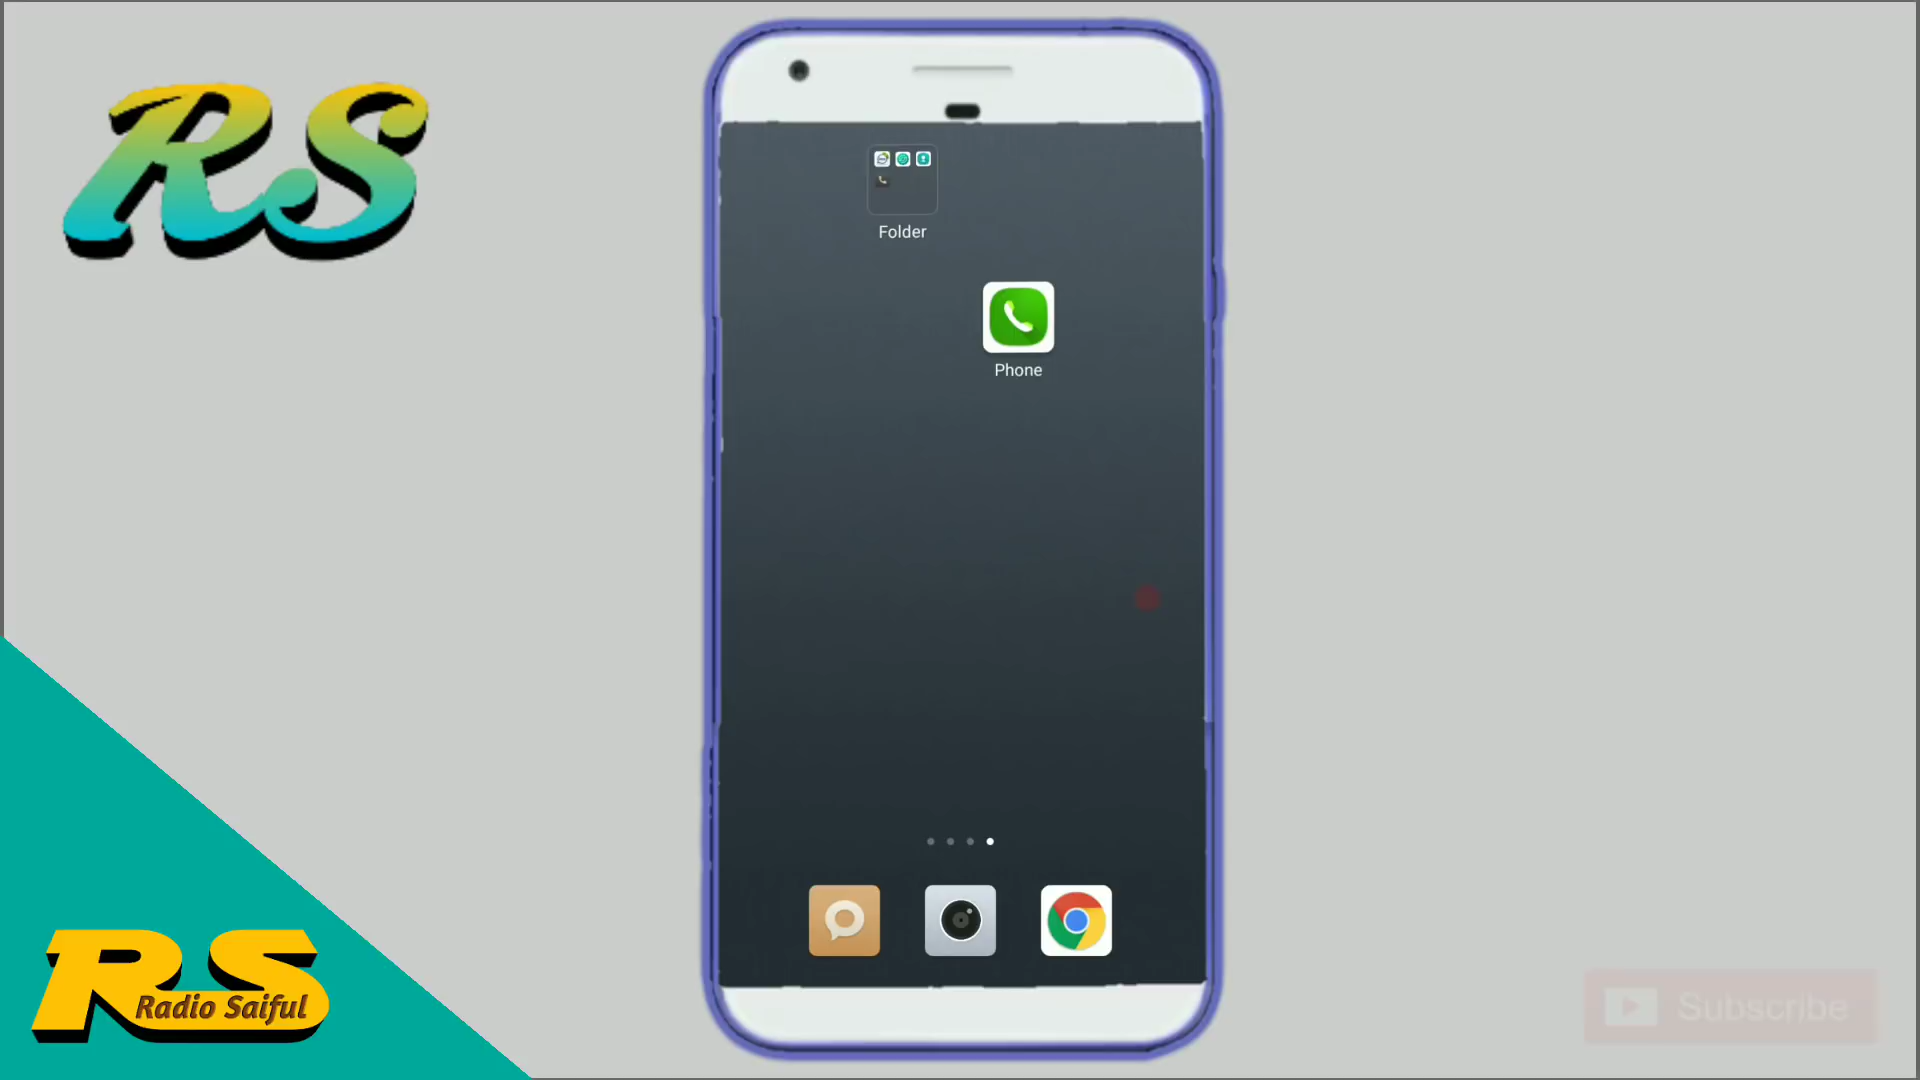 RS
Folder
Phone
RS
Radio Saiful
Subscribe